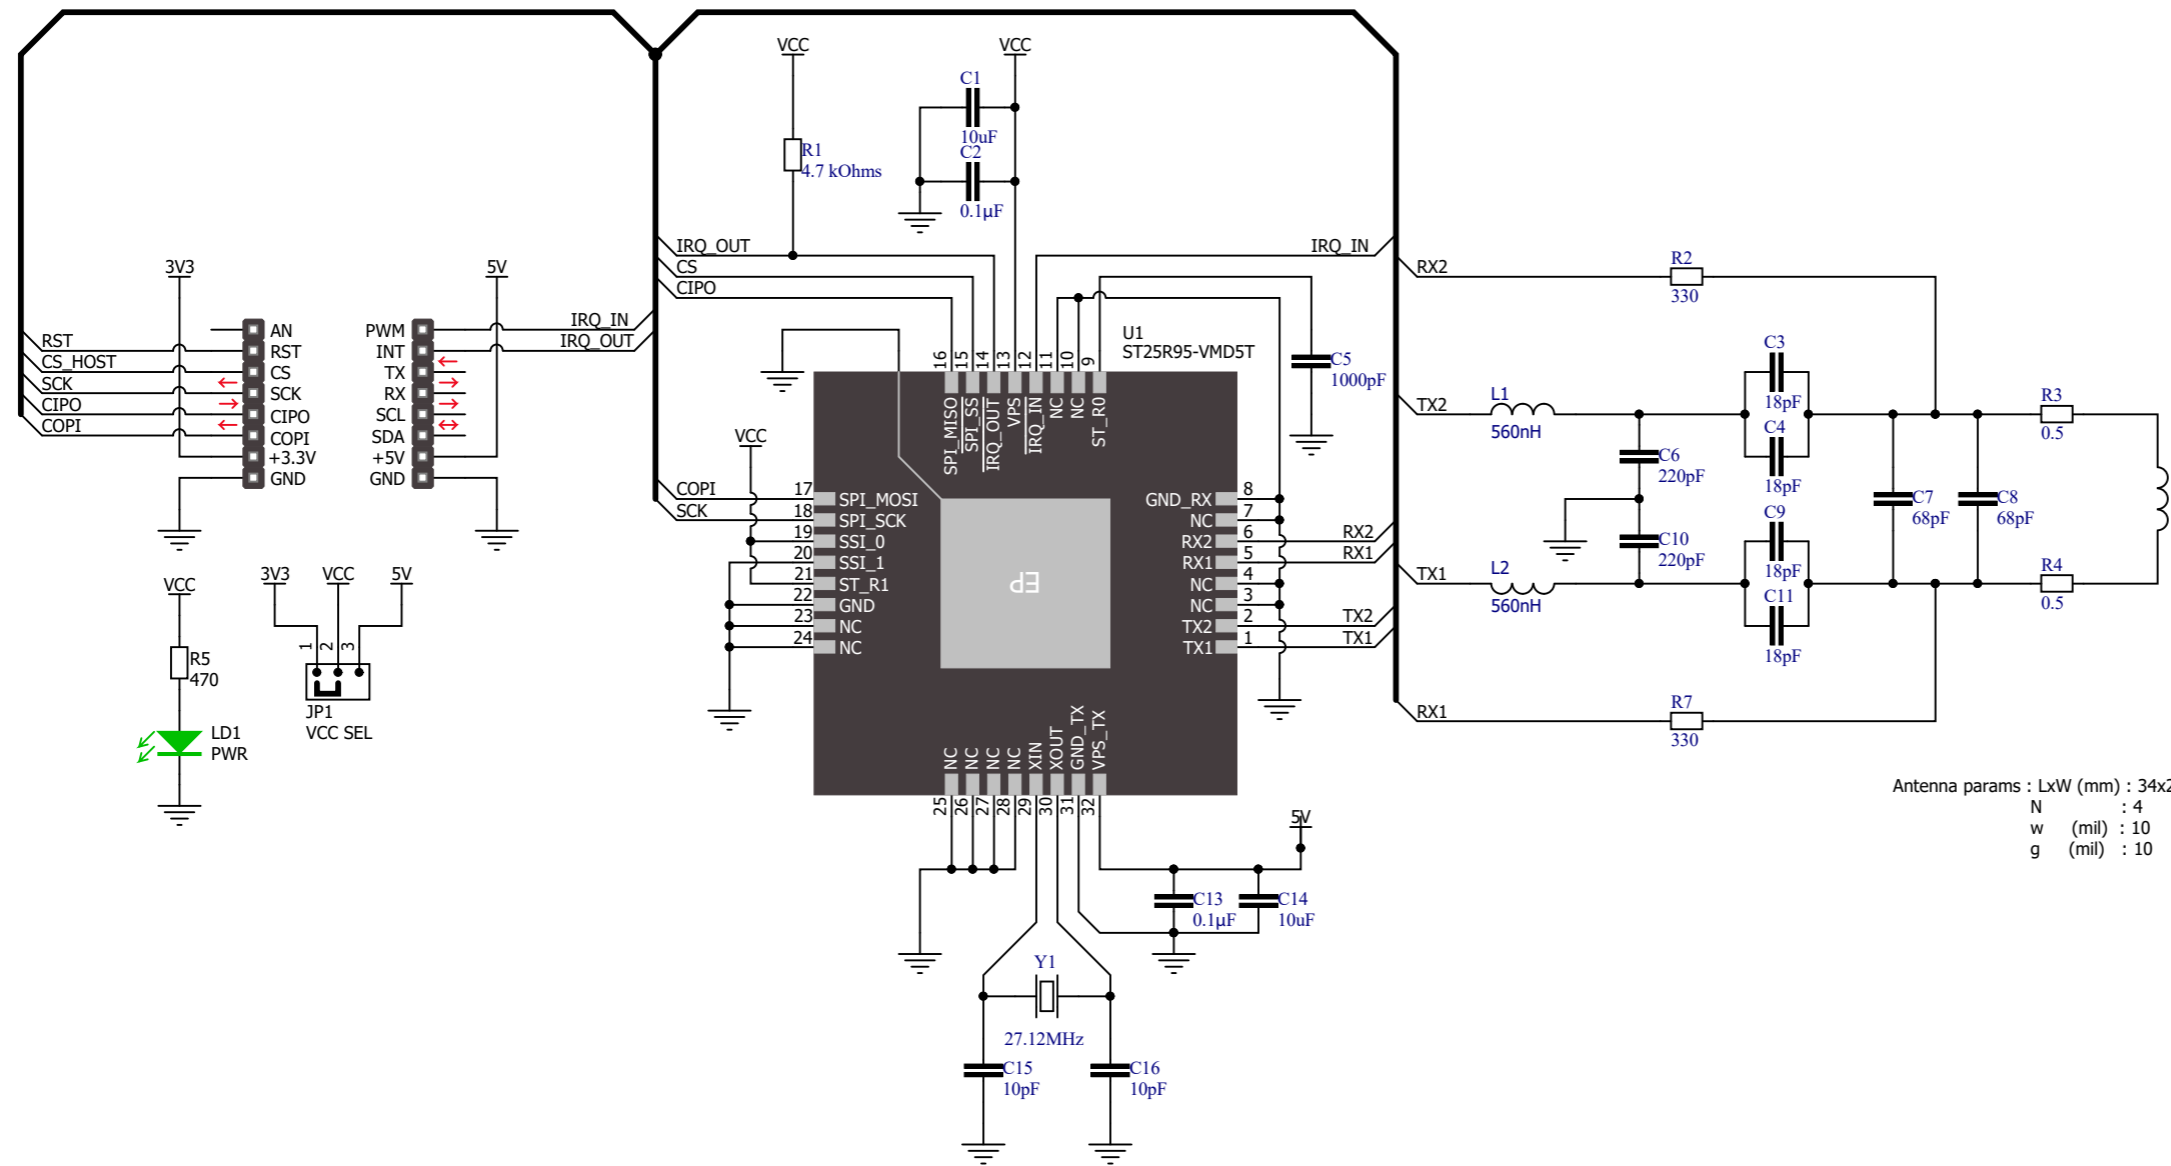 VCC
VCC
C1
10uF
C2
0.1µF
R1
4.7 kOhms
IRQ_OUT
CS
CIPO
IRQ_IN
RX2
R2
330
3V3
5V
AN
RST
CS
SCK
CIPO
COPI
+3.3V
GND
PWM
INT
TX
RX
SCL
SDA
+5V
GND
RST
CS_HOST
SCK
CIPO
COPI
IRQ_IN
IRQ_OUT
U1
ST25R95-VMD5T
16
15
14
13
12
11
10
9
SPI_MISO
SPI_SS
IRQ_OUT
VPS
IRQ_IN
NC
NC
ST_R0
C5
1000pF
VCC
COPI
SCK
17
18
19
20
21
22
23
24
SPI_MOSI
SPI_SCK
SSI_0
SSI_1
ST_R1
GND
NC
NC
EP
GND_RX
NC
RX2
RX1
NC
NC
TX2
TX1
8
7
6
5
4
3
2
1
RX2
RX1
TX2
TX1
TX2
L1
560nH
C3
18pF
C4
18pF
C6
220pF
C10
220pF
C9
18pF
C11
18pF
TX1
L2
560nH
C7
68pF
C8
68pF
R3
0.5
R4
0.5
RX1
R7
330
VCC
R5
470
LD1
PWR
3V3
VCC
5V
1
2
3
JP1
VCC SEL
NC
NC
NC
NC
XIN
XOUT
GND_TX
VPS_TX
25
26
27
28
29
30
31
32
5V
C13
0.1µF
C14
10uF
Y1
27.12MHz
C15
10pF
C16
10pF
Antenna params : LxW (mm) : 34x2
N : 4
w (mil) : 10
g (mil) : 10